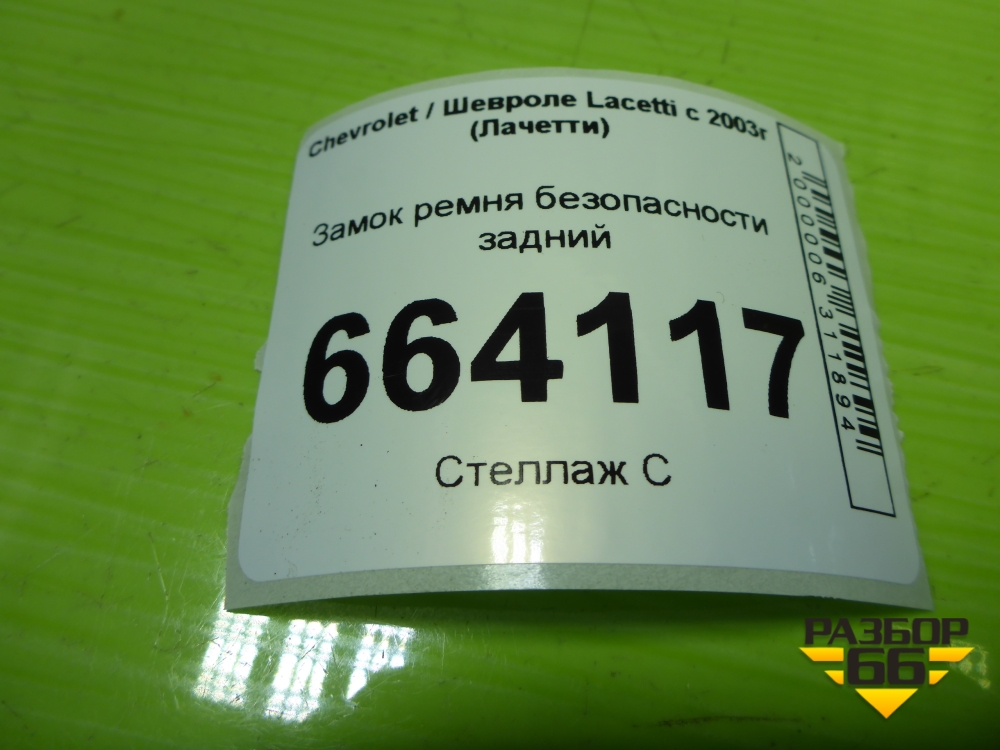 Chevrolet / Шевроле Lacetti с 2003г
(Лачетти)
Замок ремня безопасности
задний
664117
Стеллаж С
2000006311894
РАЗБОР
66